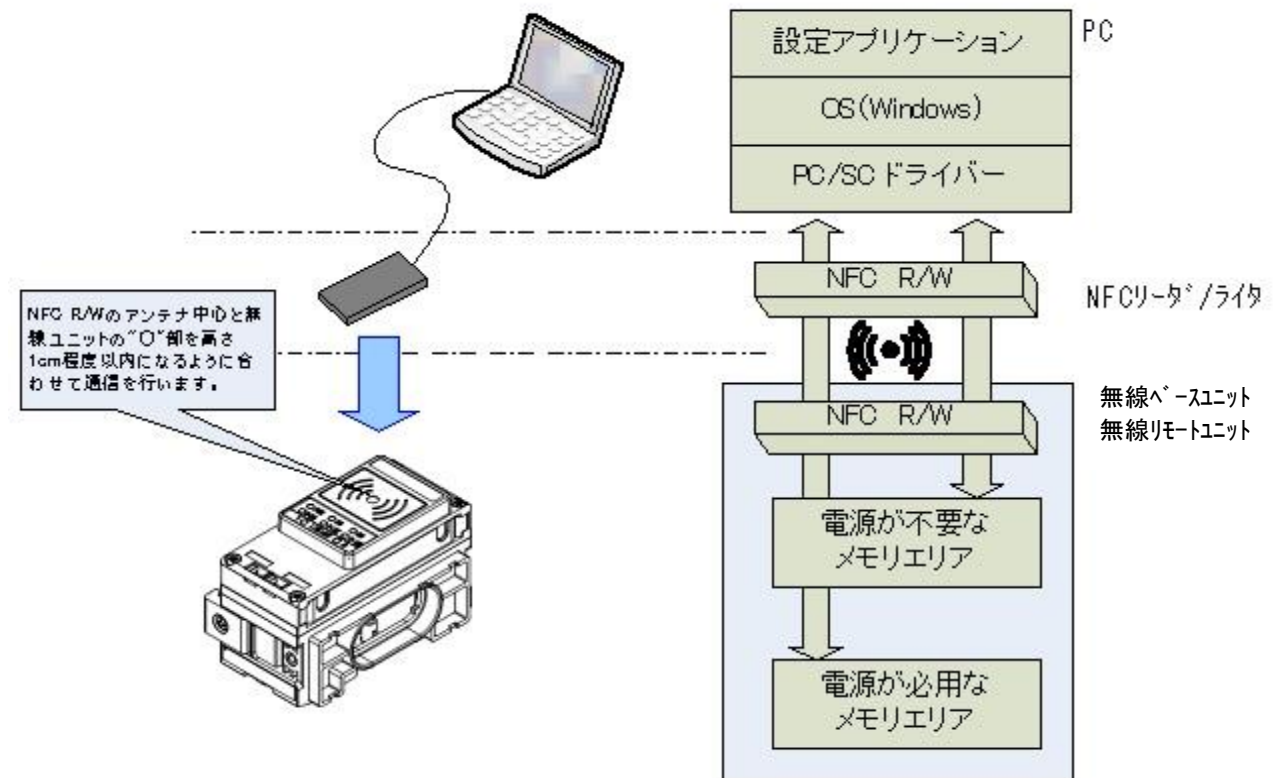 設定アプリケーション
OS(Windows)
PC/SC ドライバー
PC
NFC R/W
NFCリーダ/ライタ
NFC R/Wのアンテナ中心と無
線ユニットの"〇"部を高さ
1cm程度以内になるように合
わせて通信を行います。
NFC R/W
無線ベースユニット
無線リモートユニット
電源が不要な
メモリエリア
電源が必用な
メモリエリア